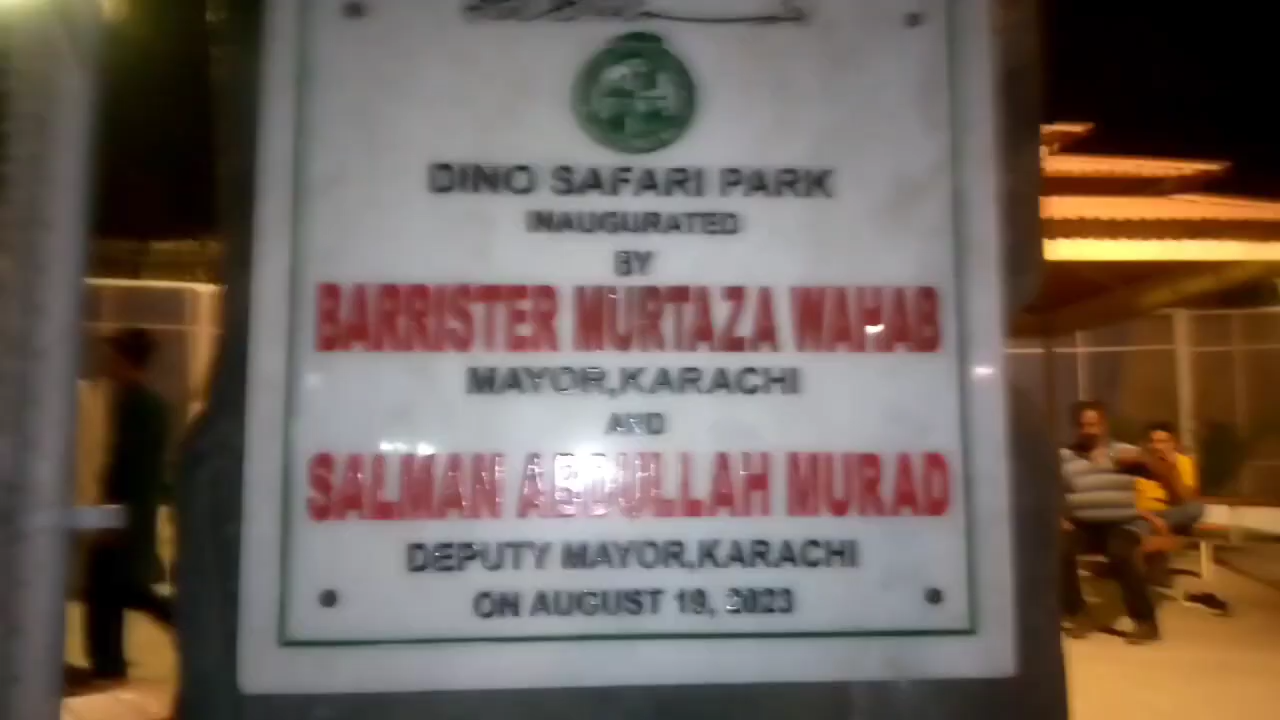 DINO SAFARI PARK
INAUGURATED
BY
BARRISTER MURTAZA WAHAB
MAYOR,KARACHI
AND
SALMAN ABDULLAH MURAD
DEPUTY MAYOR,KARACHI
ON AUGUST 19, 2023